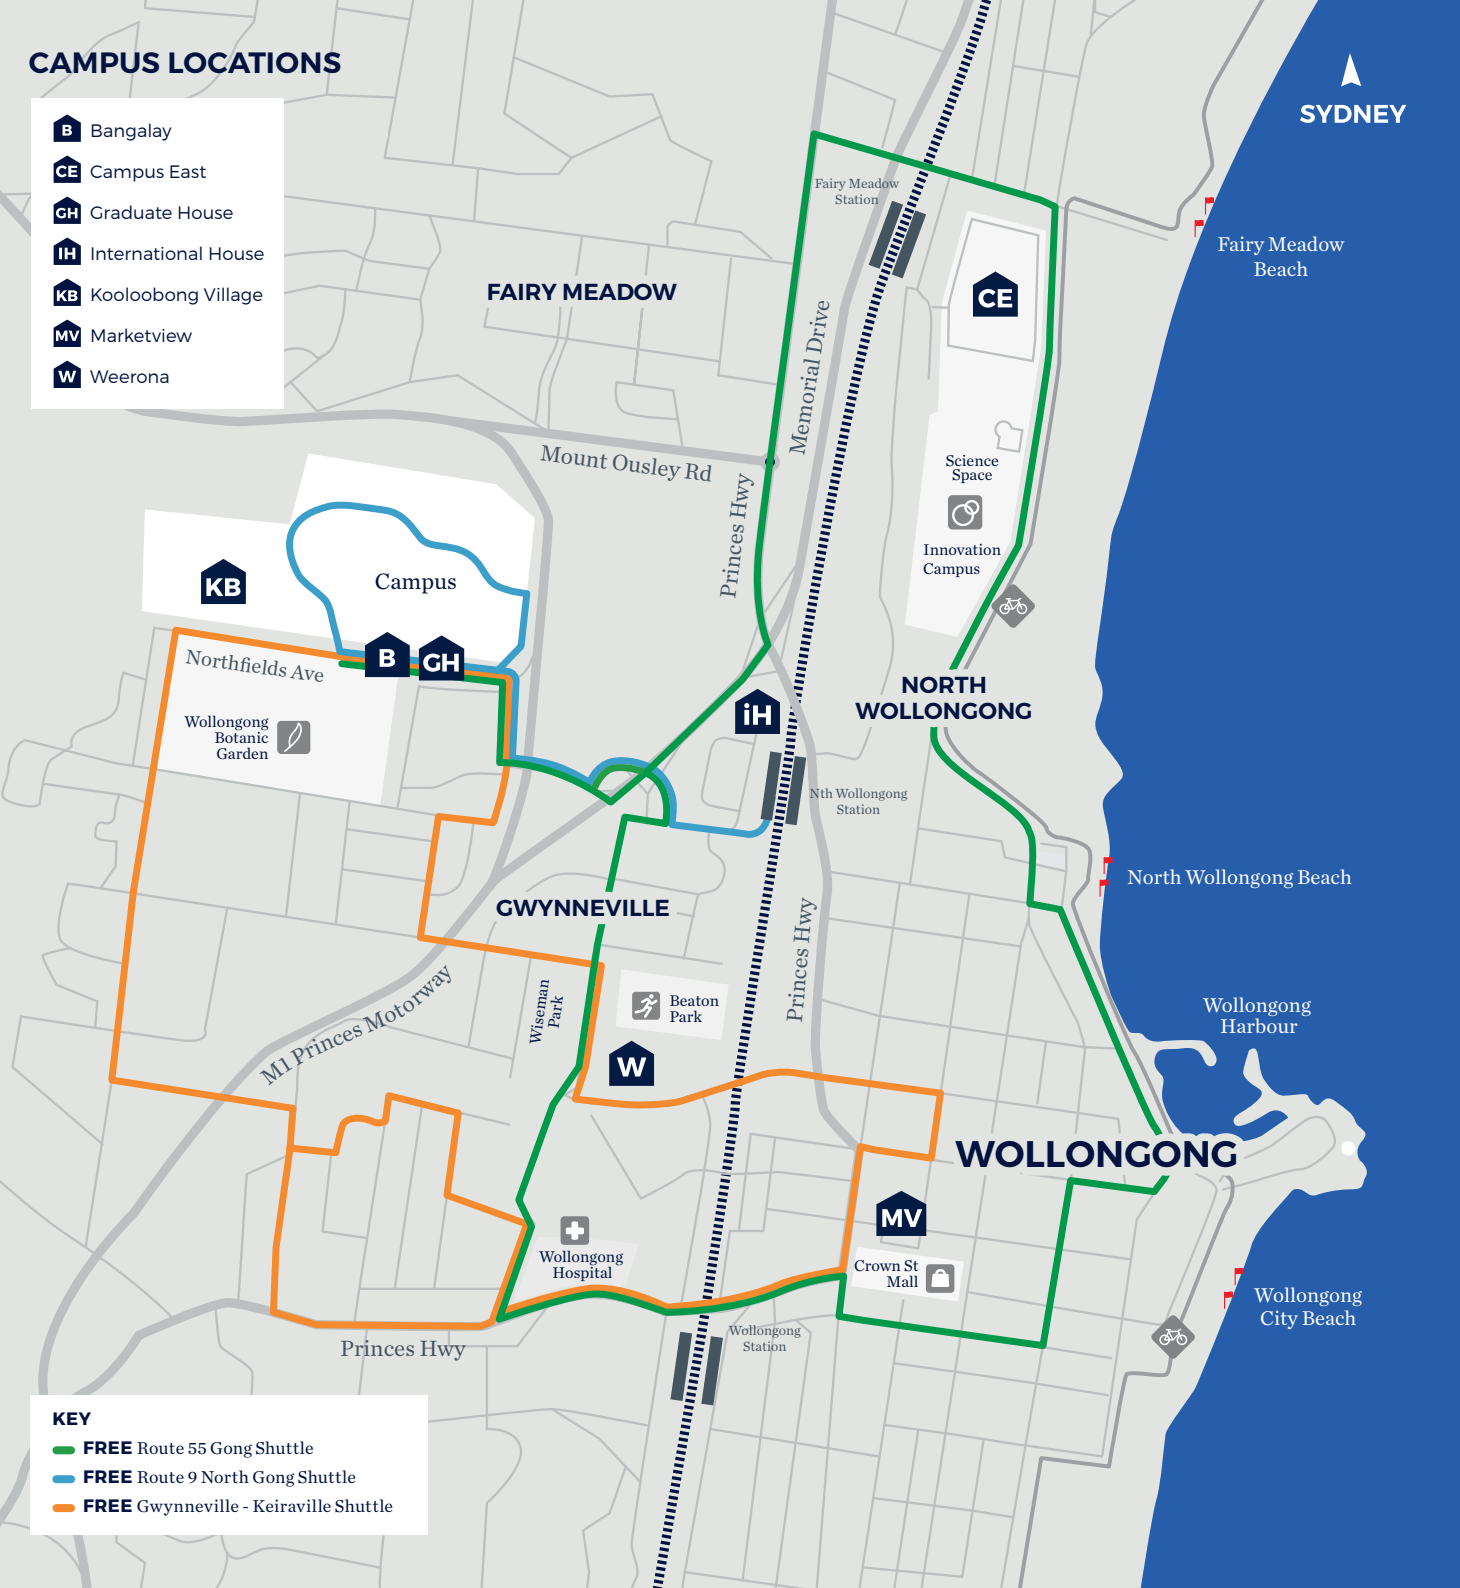 CAMPUS LOCATIONS
B Bangalay
CE Campus East
GH Graduate House
IH International House
KB Kooloobong Village
MV Marketview
W Weerona
SYDNEY
Fairy Meadow
Station
Fairy Meadow
Beach
FAIRY MEADOW
CE
Memorial Drive
Mount Ousley Rd
Princes Hwy
Science
Space
Innovation
Campus
KB
Campus
B
GH
Northfields Ave
Wollongong
Botanic
Garden
iH
NORTH
WOLLONGONG
Nth Wollongong
Station
North Wollongong Beach
GWYNNEVILLE
Princes Hwy
M1 Princes Motorway
Wiseman
Park
Beaton
Park
W
Wollongong
Harbour
WOLLONGONG
MV
Wollongong
Hospital
Crown St
Mall
Wollongong
City Beach
Princes Hwy
Wollongong
Station
KEY
FREE Route 55 Gong Shuttle
FREE Route 9 North Gong Shuttle
FREE Gwynneville - Keiraville Shuttle